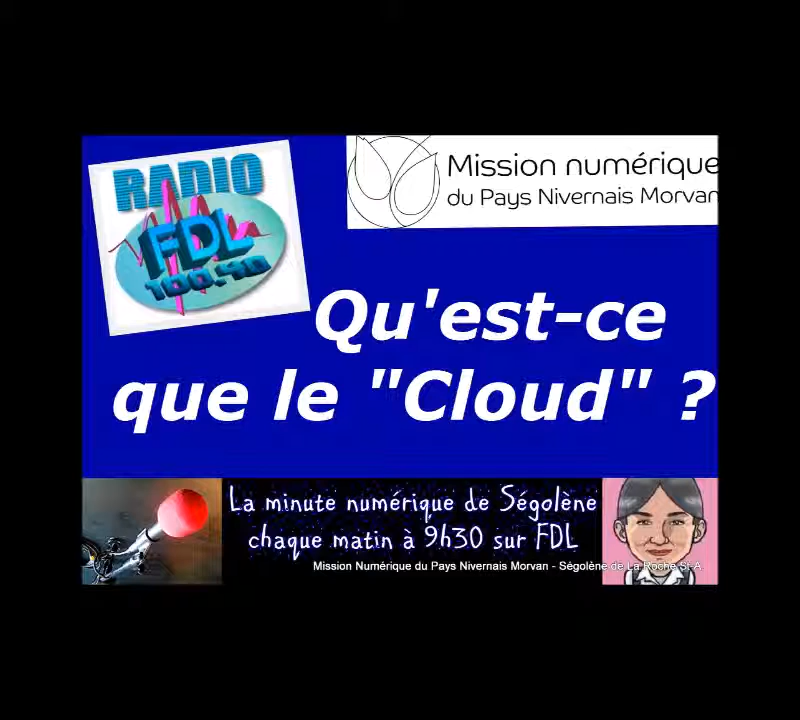 RADIO
FDL
100.40
Mission numérique
du Pays Nivernais Morvan
Qu'est-ce
que le "Cloud" ?
La minute numérique de Ségolène
chaque matin à 9h30 sur FDL
Mission Numérique du Pays Nivernais Morvan - Ségolène de La Roche St-A.